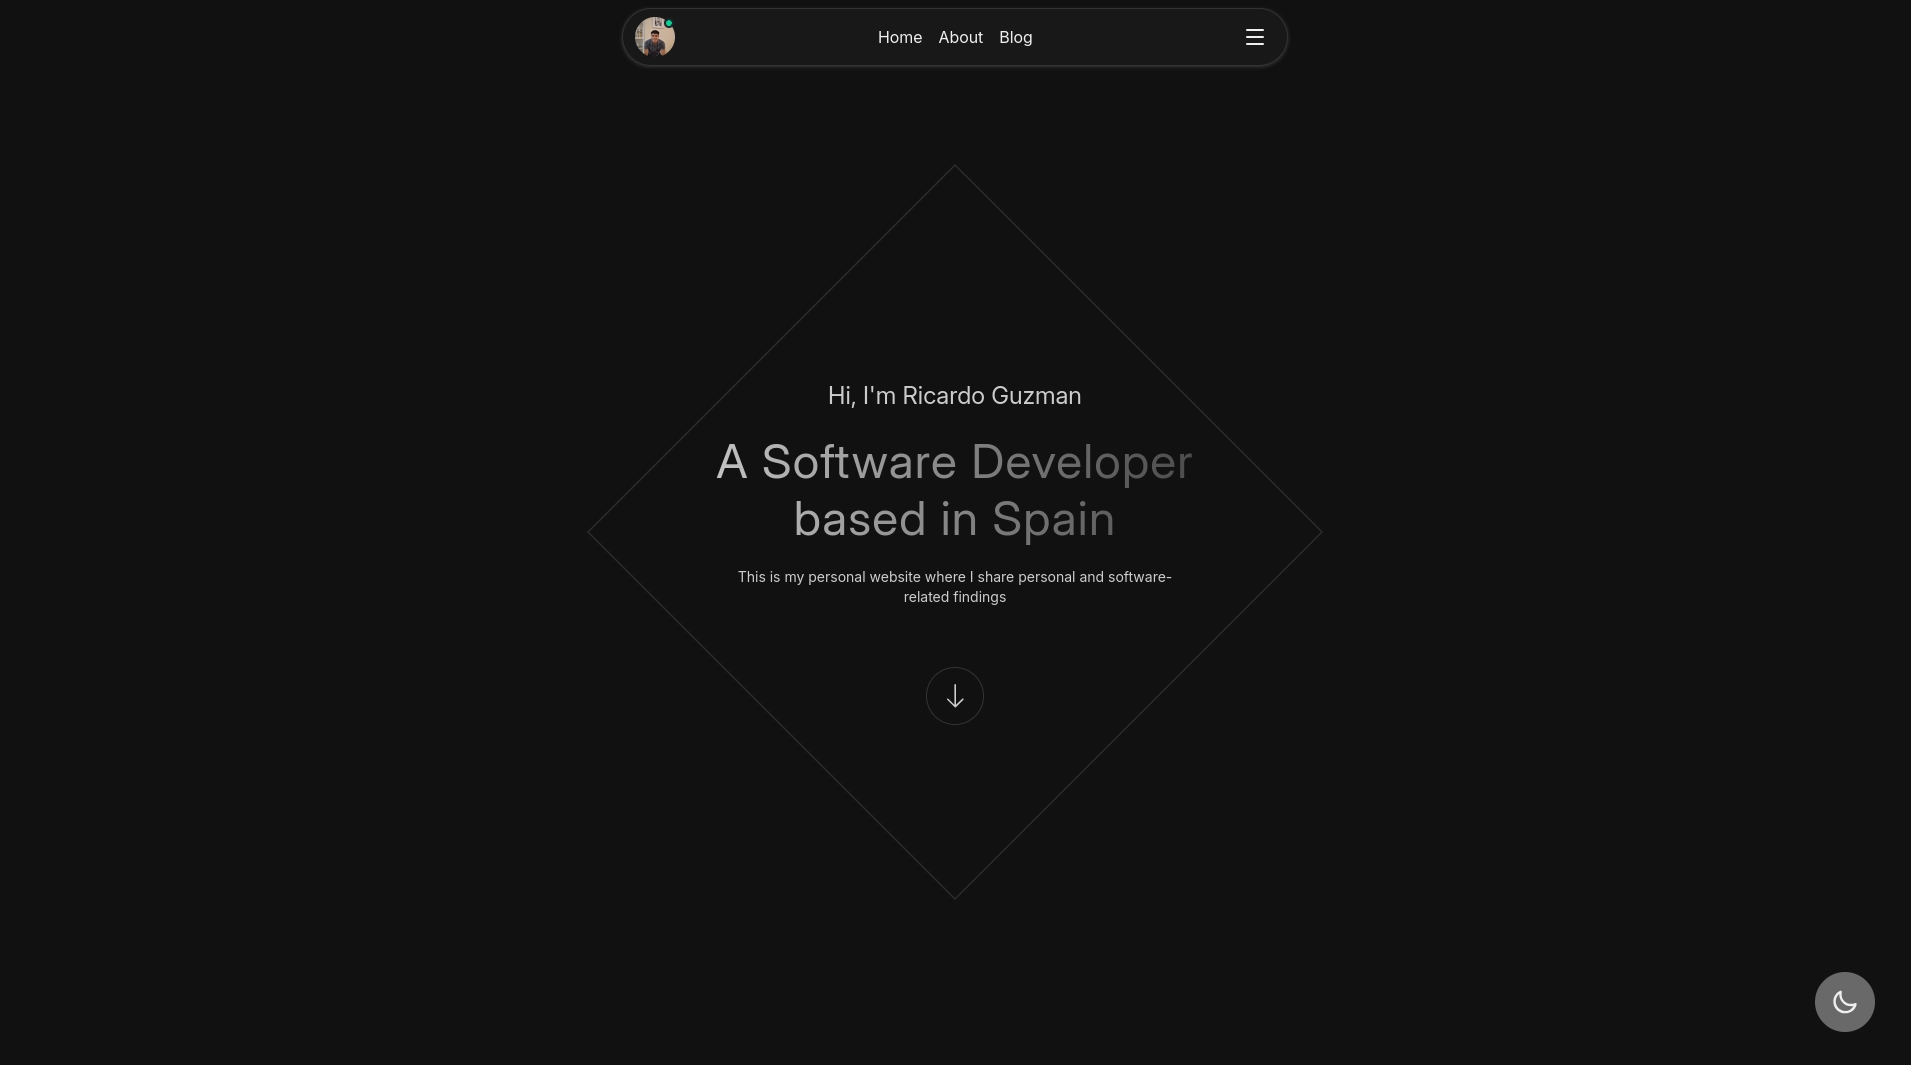 Home About Blog
Hi, I'm Ricardo Guzman
A Software Developer
based in Spain
This is my personal website where I share personal and software-
related findings